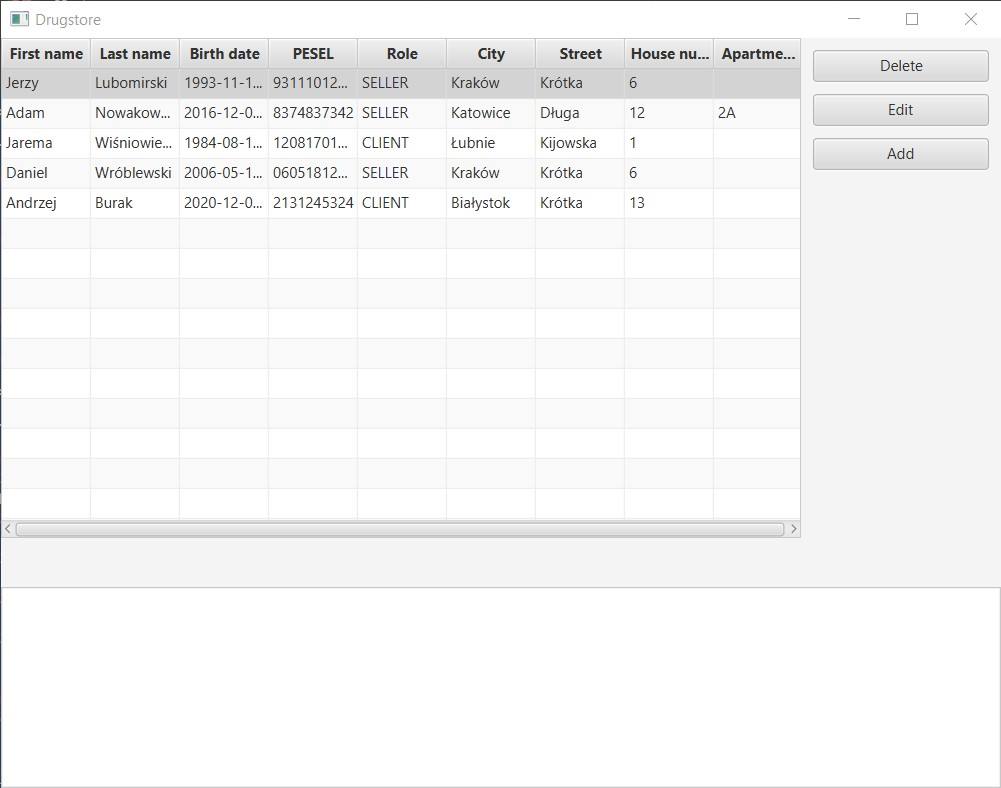 Drugstore
First name Last name Birth date PESEL Role City Street House nu... Apartme...
Jerzy Lubomirski 1993-11-1... 93111012... SELLER Kraków Krótka 6
Adam Nowakow... 2016-12-0... 8374837342 SELLER Katowice Długa 12 2A
Jarema Wiśniowie... 1984-08-1... 12081701... CLIENT Łubnie Kijowska 1
Daniel Wróblewski 2006-05-1... 06051812... SELLER Kraków Krótka 6
Andrzej Burak 2020-12-0... 2131245324 CLIENT Białystok Krótka 13
Delete
Edit
Add